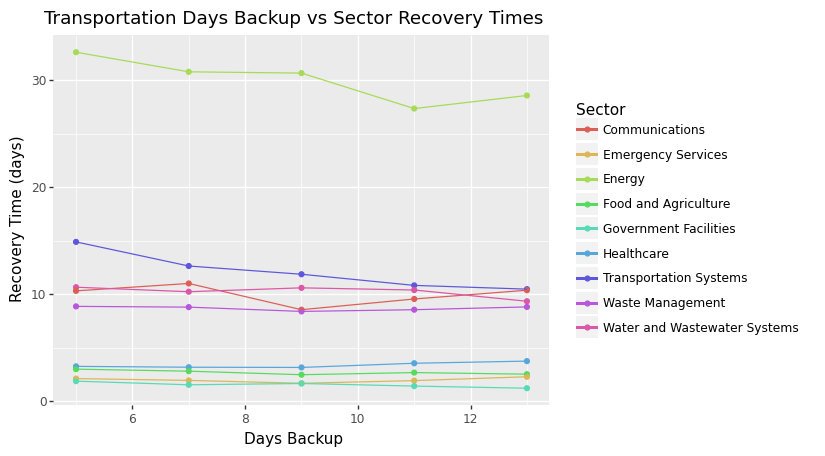 Transportation Days Backup vs Sector Recovery Times
Recovery Time (days)
30
20
10
0
6
8
10
12
Days Backup
Sector
Communications
Emergency Services
Energy
Food and Agriculture
Government Facilities
Healthcare
Transportation Systems
Waste Management
Water and Wastewater Systems